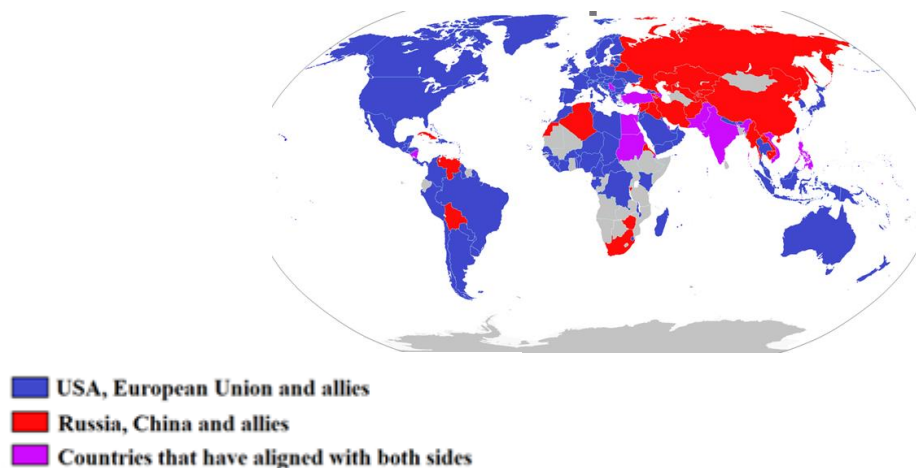 USA, European Union and allies
Russia, China and allies
Countries that have aligned with both sides